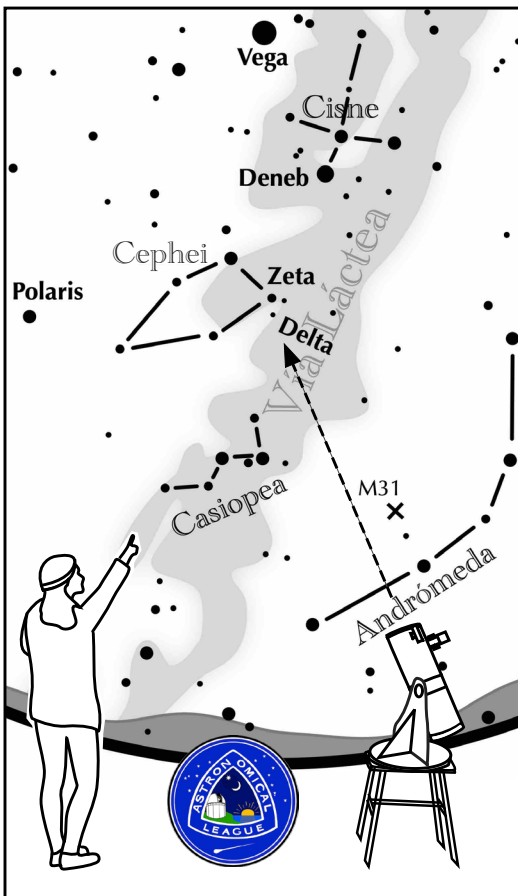 Vega
Cisne
Deneb
Cephei
Zeta
Polaris
Delta
Vía Láctea
M31
Casiopea
Andrómeda
ASTRONOMICAL
LEAGUE